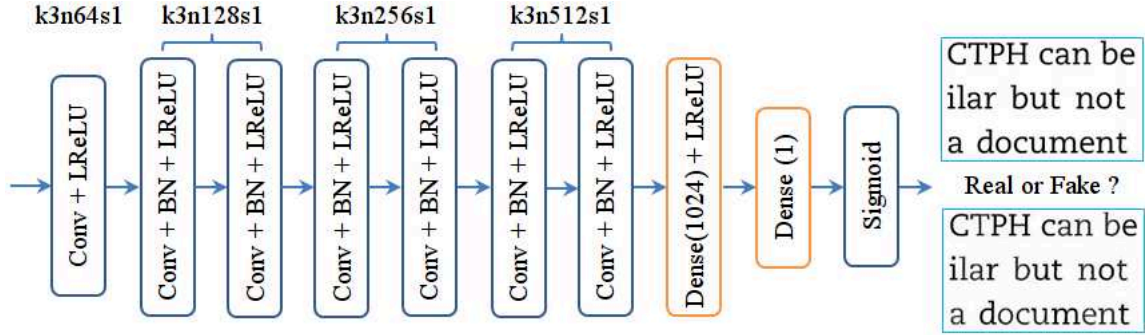 k3n64s1
k3n128s1
k3n256s1
k3n512s1
Conv + LReLU
Conv + BN + LReLU
Conv + BN + LReLU
Conv + BN + LReLU
Conv + BN + LReLU
Conv + BN + LReLU
Conv + BN + LReLU
Dense(1024) + LReLU
Dense (1)
Sigmoid
CTPH can be
ilar but not
a document
Real or Fake ?
CTPH can be
ilar but not
a document